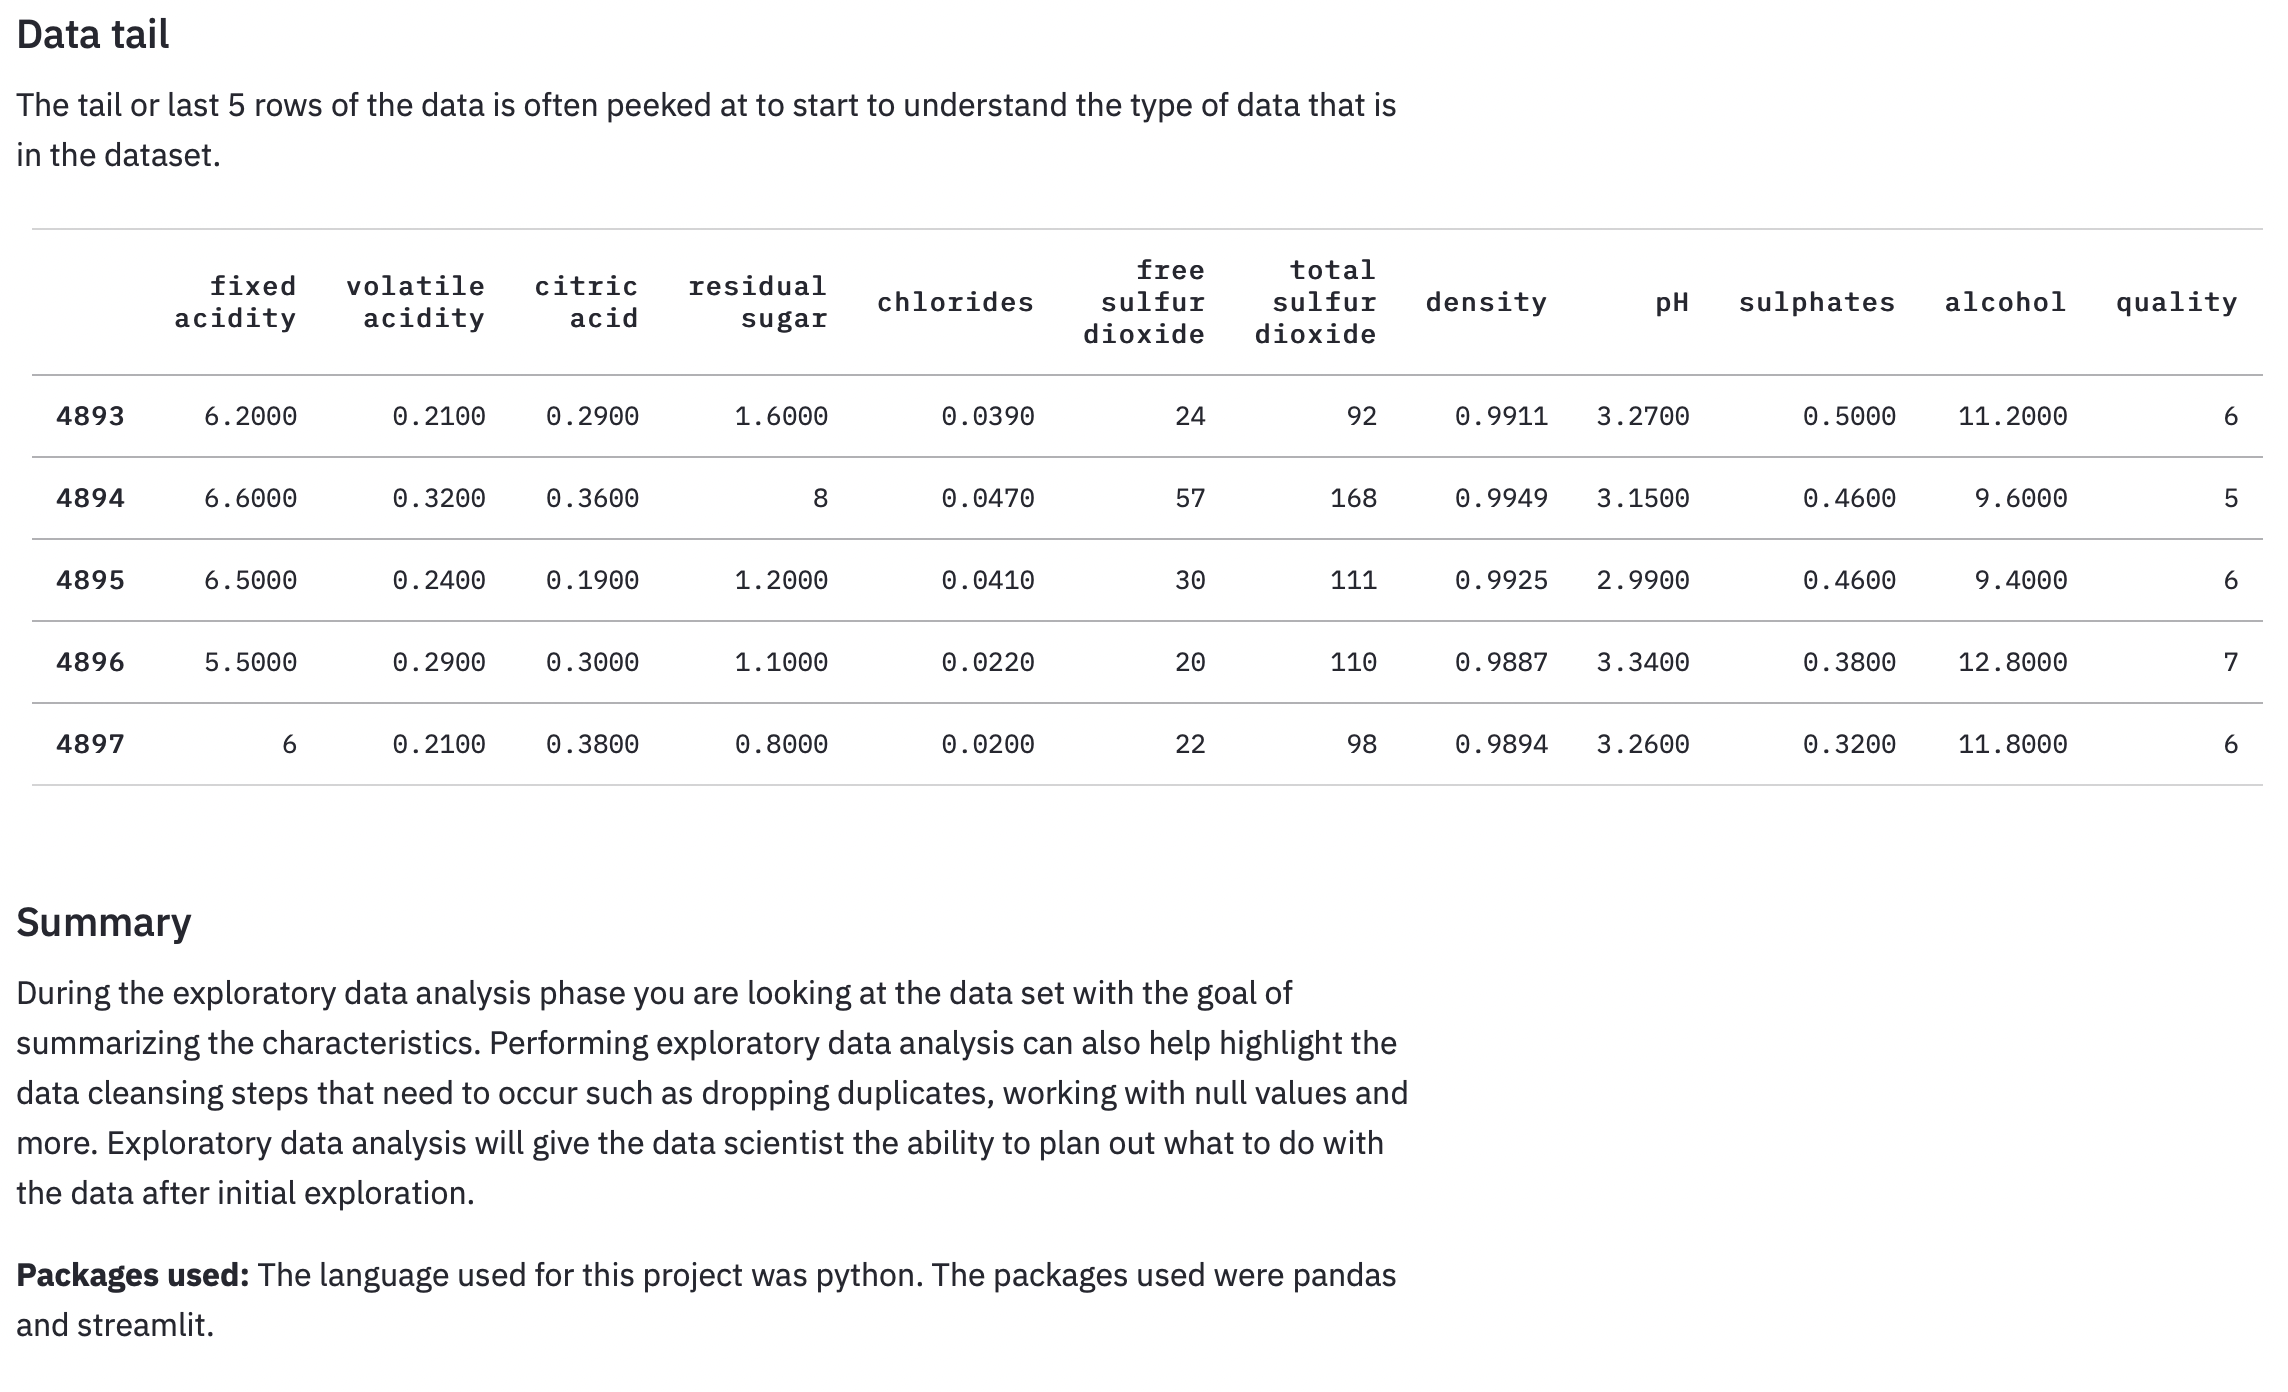 Data tail
The tail or last 5 rows of the data is often peeked at to start to understand the type of data that is
in the dataset.
fixed acidity volatile acidity citric acid residual sugar chlorides free sulfur dioxide total sulfur dioxide density pH sulphates alcohol quality
4893 6.2000 0.2100 0.2900 1.6000 0.0390 24 92 0.9911 3.2700 0.5000 11.2000 6
4894 6.6000 0.3200 0.3600 8 0.0470 57 168 0.9949 3.1500 0.4600 9.6000 5
4895 6.5000 0.2400 0.1900 1.2000 0.0410 30 111 0.9925 2.9900 0.4600 9.4000 6
4896 5.5000 0.2900 0.3000 1.1000 0.0220 20 110 0.9887 3.3400 0.3800 12.8000 7
4897 6 0.2100 0.3800 0.8000 0.0200 22 98 0.9894 3.2600 0.3200 11.8000 6
Summary
During the exploratory data analysis phase you are looking at the data set with the goal of
summarizing the characteristics. Performing exploratory data analysis can also help highlight the
data cleansing steps that need to occur such as dropping duplicates, working with null values and
more. Exploratory data analysis will give the data scientist the ability to plan out what to do with
the data after initial exploration.
Packages used: The language used for this project was python. The packages used were pandas
and streamlit.